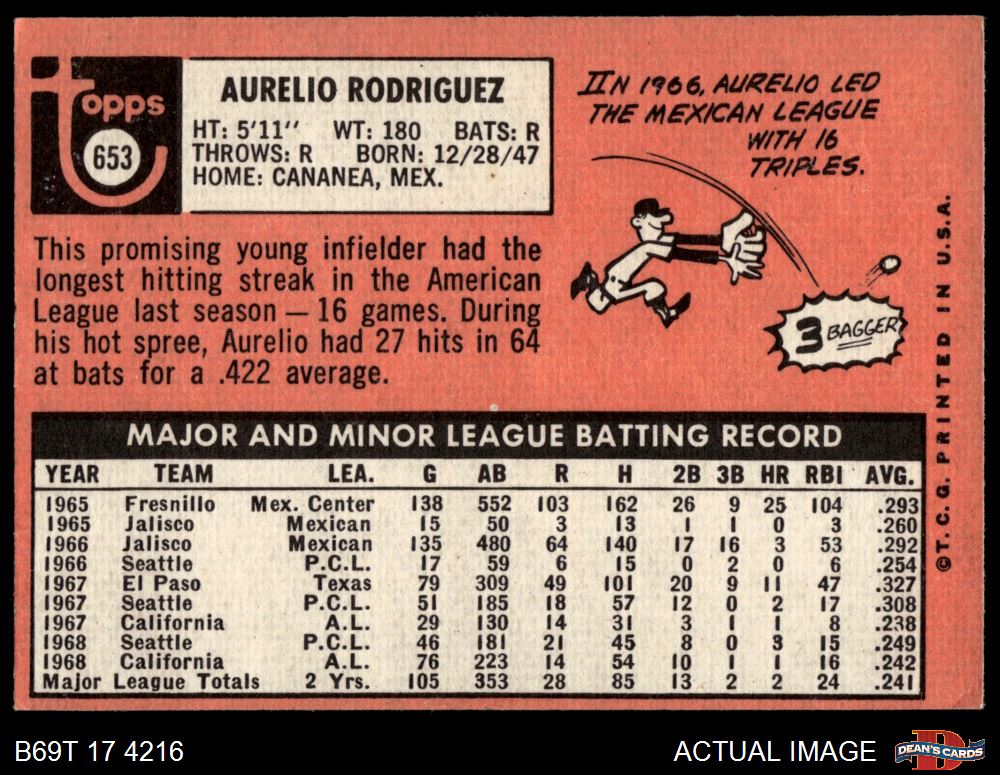 Topps
653
AURELIO RODRIGUEZ
HT: 5'11" WT: 180 BATS: R
THROWS: R BORN: 12/28/47
HOME: CANANEA, MEX.
IN 1966, AURELIO LED
THE MEXICAN LEAGUE
WITH 16
TRIPLES.
3 BAGGER
This promising young infielder had the
longest hitting streak in the American
League last season — 16 games. During
his hot spree, Aurelio had 27 hits in 64
at bats for a .422 average.
MAJOR AND MINOR LEAGUE BATTING RECORD
YEAR TEAM LEA. G AB R H 2B 3B HR RBI AVG.
1965 Fresnillo Mex. Center 138 552 103 162 26 9 25 104 .293
1965 Jalisco Mexican 15 50 3 13 1 1 0 3 .260
1966 Jalisco Mexican 135 480 64 140 17 16 3 53 .292
1966 Seattle P.C.L. 17 59 6 15 0 2 0 6 .254
1967 El Paso Texas 79 309 49 101 20 9 11 47 .327
1967 Seattle P.C.L. 51 185 18 57 12 0 2 17 .308
1967 California A.L. 29 130 14 31 3 1 1 8 .238
1968 Seattle P.C.L. 46 181 21 45 8 0 3 15 .249
1968 California A.L. 76 223 14 54 10 1 1 16 .242
Major League Totals 2 Yrs. 105 353 28 85 13 2 2 24 .241
©T.C.G. PRINTED IN U.S.A.
B69T 17 4216
ACTUAL IMAGE
DEAN'S CARDS